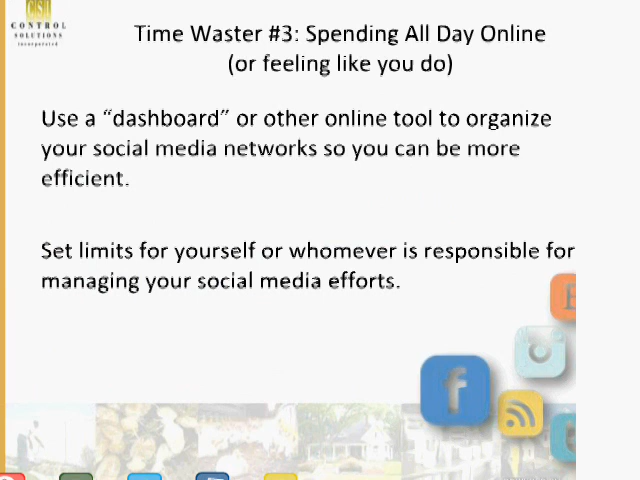 CSI
CONTROL
SOLUTIONS
incorporated
Time Waster #3: Spending All Day Online
(or feeling like you do)
Use a “dashboard” or other online tool to organize
your social media networks so you can be more
efficient.
Set limits for yourself or whomever is responsible for
managing your social media efforts.